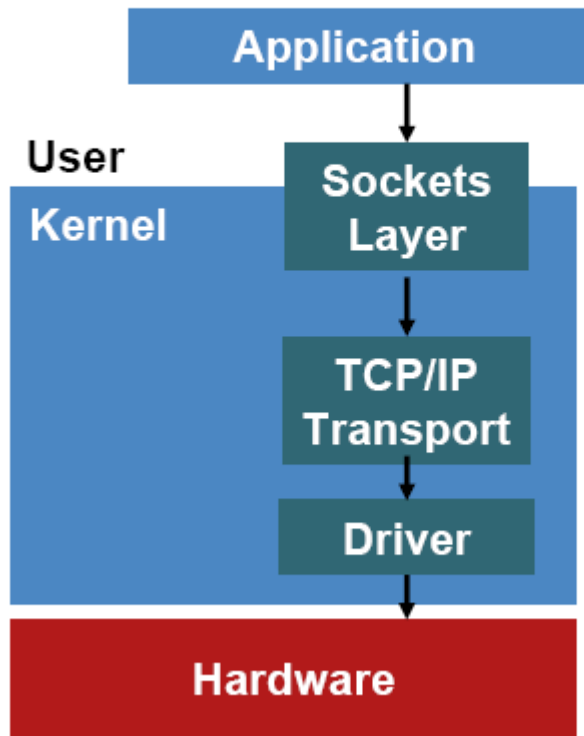 Application
User
Sockets
Layer
Kernel
TCP/IP
Transport
Driver
Hardware